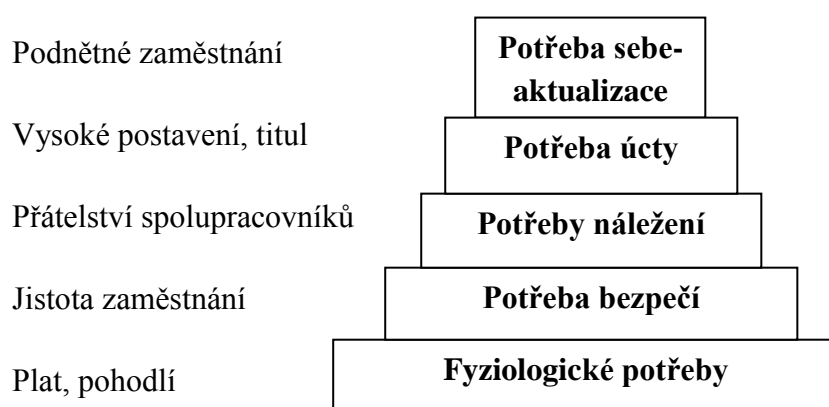 Podnětné zaměstnání
Potřeba sebe-
aktualizace
Vysoké postavení, titul
Potřeba úcty
Přátelství spolupracovníků
Potřeby náležení
Jistota zaměstnání
Potřeba bezpečí
Plat, pohodlí
Fyziologické potřeby